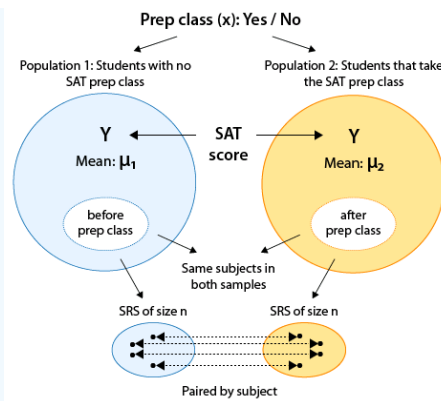 Prep class (x): Yes / No
Population 1: Students with no
SAT prep class
Population 2: Students that take
the SAT prep class
Y
Mean: μ₁
SAT
score
Y
Mean: μ₂
before
prep class
after
prep class
Same subjects in
both samples
SRS of size n
SRS of size n
Paired by subject